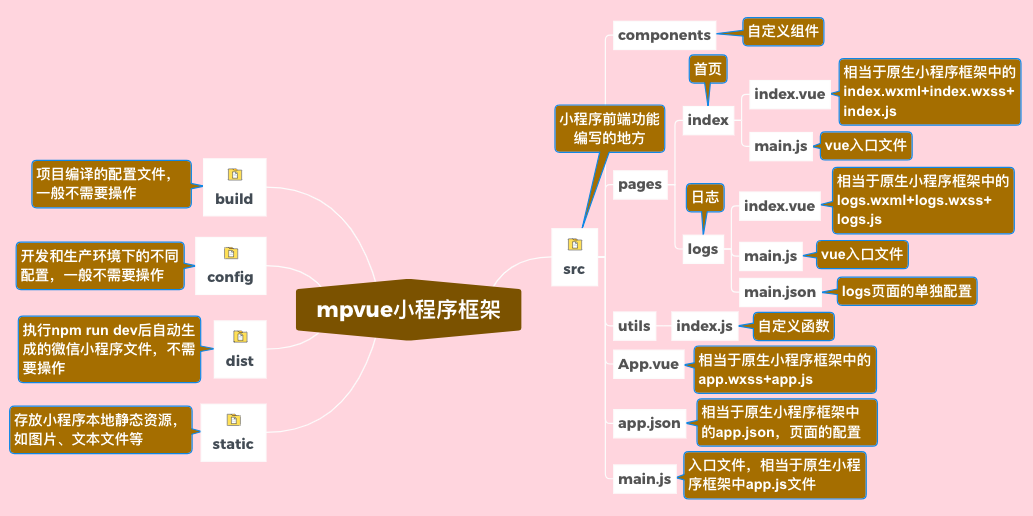 mpvue小程序框架
项目编译的配置文件，
一般不需要操作
build
开发和生产环境下的不同
配置，一般不需要操作
config
执行npm run dev后自动生
成的微信小程序文件，不需
要操作
dist
存放小程序本地静态资源，
如图片、文本文件等
static
小程序前端功能
编写的地方
src
components
自定义组件
pages
首页
index
index.vue
相当于原生小程序框架中的
index.wxml+index.wxss+
index.js
main.js
vue入口文件
日志
logs
index.vue
相当于原生小程序框架中的
logs.wxml+logs.wxss+
logs.js
main.js
vue入口文件
main.json
logs页面的单独配置
utils
index.js
自定义函数
App.vue
相当于原生小程序框架中的
app.wxss+app.js
app.json
相当于原生小程序框架中
的app.json，页面的配置
main.js
入口文件，相当于原生小程
序框架中app.js文件